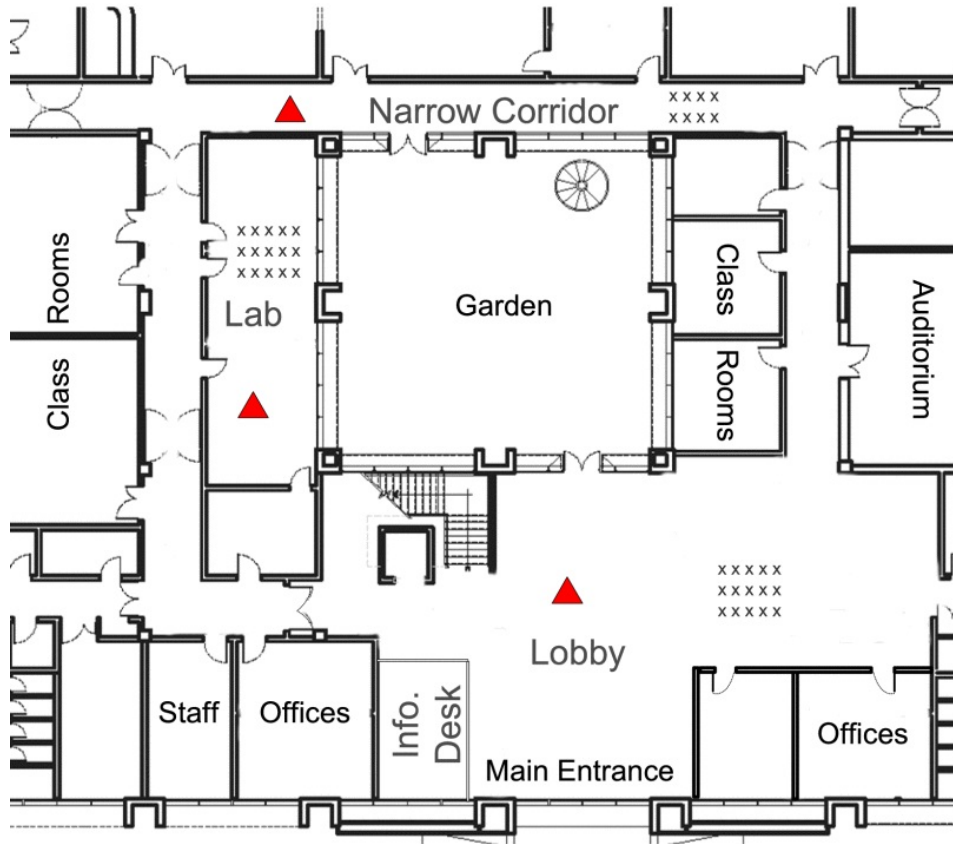 Narrow Corridor
x x x x
x x x x
x x x x
Rooms
x x x x x
x x x x x
x x x x x
Lab
Class
Garden
Class
Rooms
Auditorium
x x x x x
x x x x x
x x x x x
Lobby
Staff
Offices
Info.
Desk
Main Entrance
Offices